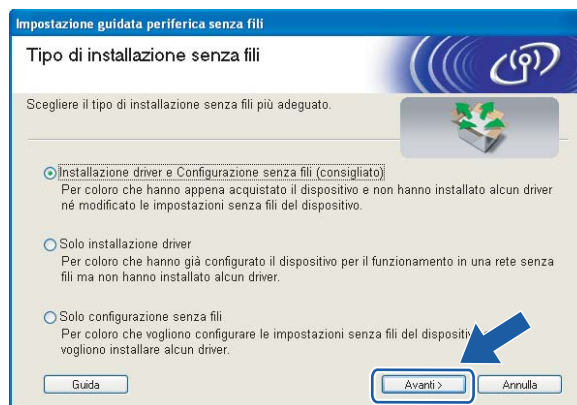 Impostazione guidata periferica senza fili
Tipo di installazione senza fili
Scegliere il tipo di installazione senza fili più adeguato.
Installazione driver e Configurazione senza fili (consigliato)
Per coloro che hanno appena acquistato il dispositivo e non hanno installato alcun driver
né modificato le impostazioni senza fili del dispositivo.
Solo installazione driver
Per coloro che hanno già configurato il dispositivo per il funzionamento in una rete senza
fili ma non hanno installato alcun driver.
Solo configurazione senza fili
Per coloro che vogliono configurare le impostazioni senza fili del
vogliono installare alcun driver.
Guida
Avanti >
Annulla